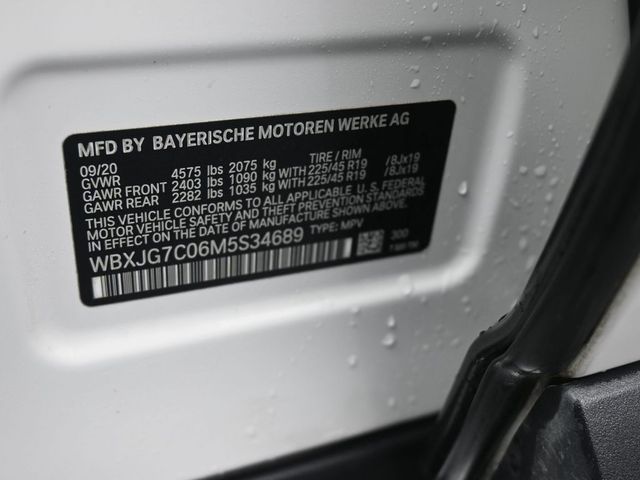 MFD BY BAYERISCHE MOTOREN WERKE AG
09/20 4575 lbs 2075 kg TIRE / RIM
GVWR
GAWR FRONT 2403 lbs 1090 kg WITH 225/45 R19 /8Jx19
GAWR REAR 2282 lbs 1035 kg WITH 225/45 R19 /8Jx19
THIS VEHICLE CONFORMS TO ALL APPLICABLE U. S. FEDERAL
MOTOR VEHICLE SAFETY AND THEFT PREVENTION STANDARDS
IN EFFECT ON THE DATE OF MANUFACTURE SHOWN ABOVE.
WBXJG7C06M5S34689 TYPE: MPV
300